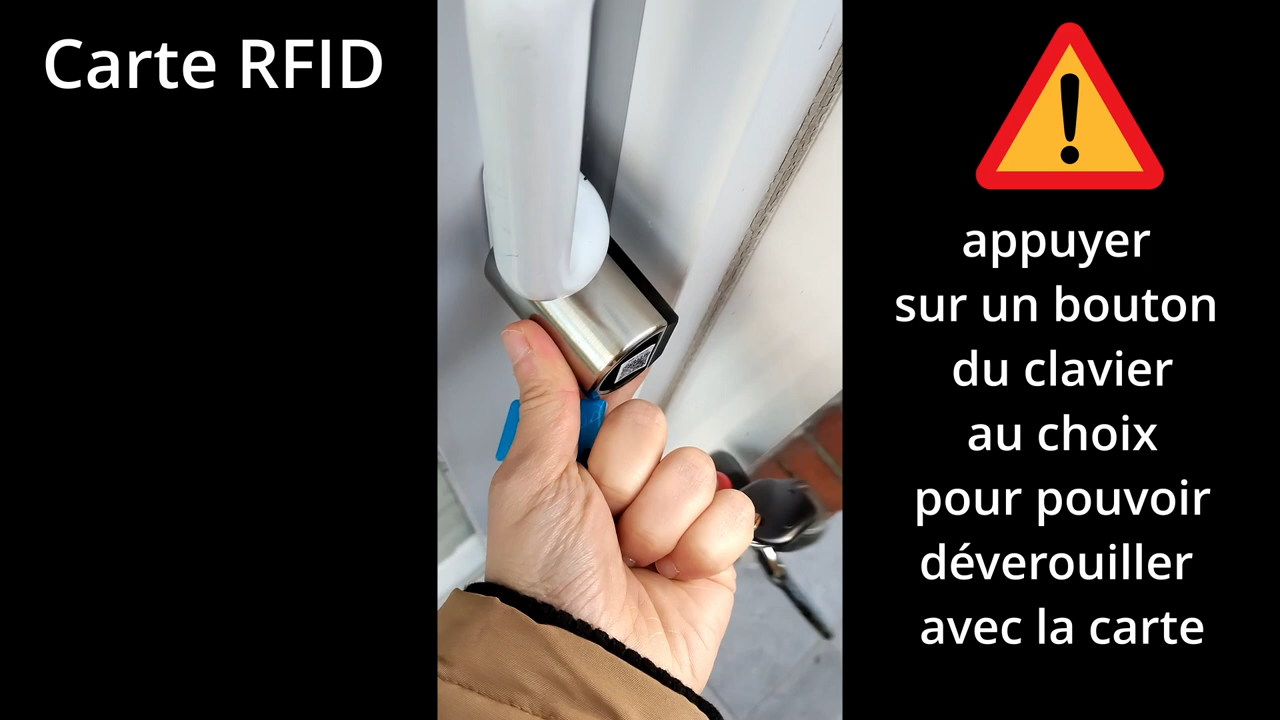 Carte RFID
appuyer
sur un bouton
du clavier
au choix
pour pouvoir
déverouiller
avec la carte